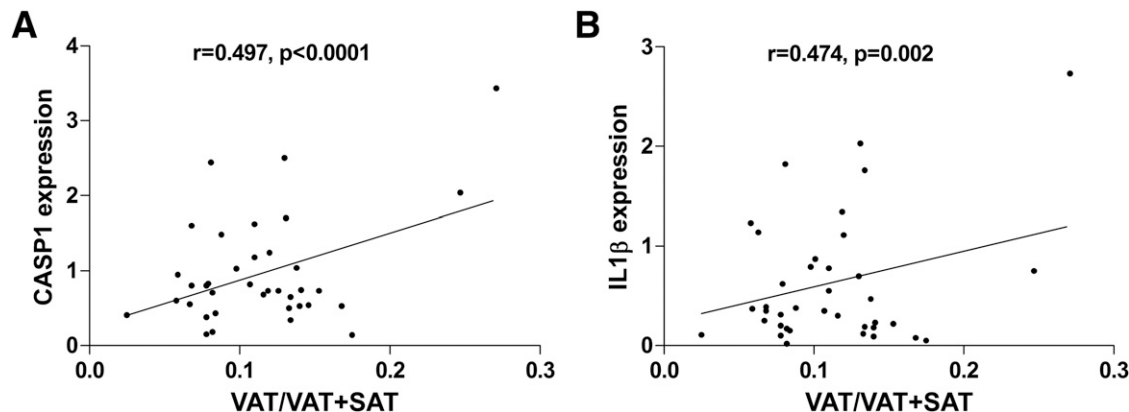 A
r=0.497, p<0.0001
CASP1 expression
4
3
2
1
0
0.0 0.1 0.2 0.3
VAT/VAT+SAT
B
r=0.474, p=0.002
IL1β expression
3
2
1
0
0.0 0.1 0.2 0.3
VAT/VAT+SAT